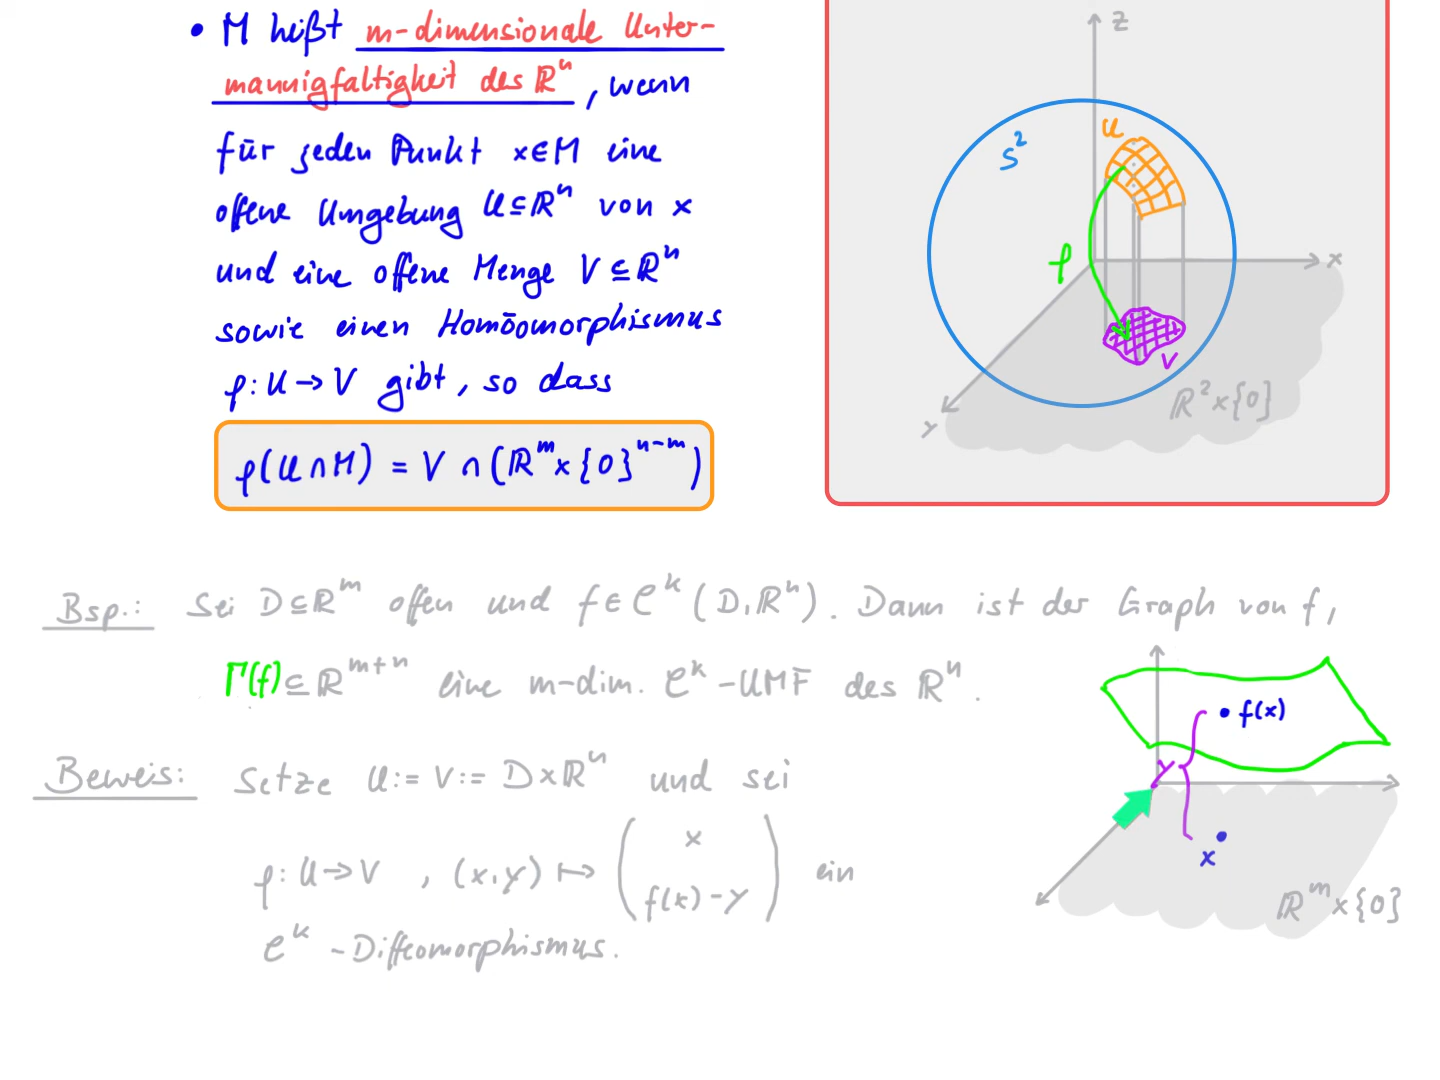 • M heißt m-dimensionale Unter-
mannigfaltigkeit des ℝⁿ, wenn
für jeden Punkt x∈M eine
offene Umgebung U⊆ℝⁿ von x
und eine offene Menge V⊆ℝⁿ
sowie einen Homöomorphismus
φ: U → V gibt, so dass
φ(U∩M) = V ∩ (ℝᵐ×{0}ⁿ⁻ᵐ)
z
S²
U
φ
x
V
y
ℝ²×{0}
Bsp.: Sei D⊆ℝᵐ offen und f∈Cᵏ(D,ℝⁿ). Dann ist der Graph von f,
Γ(f)⊆ℝᵐ⁺ⁿ eine m-dim. Cᵏ-UMF des ℝⁿ.
Beweis: Setze U:= V:= D×ℝⁿ und sei
φ: U→V , (x,y) ↦ ( x
f(x)-y ) ein
Cᵏ-Diffeomorphismus.
f(x)
y
x
ℝᵐ×{0}